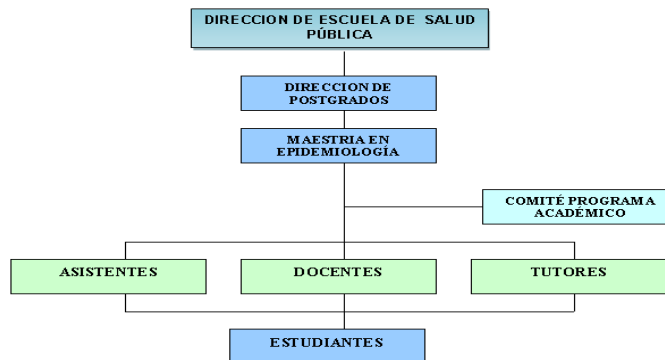 DIRECCION DE ESCUELA DE SALUD
PÚBLICA
DIRECCION DE
POSTGRADOS
MAESTRIA EN
EPIDEMIOLOGÍA
COMITÉ PROGRAMA
ACADÉMICO
ASISTENTES
DOCENTES
TUTORES
ESTUDIANTES